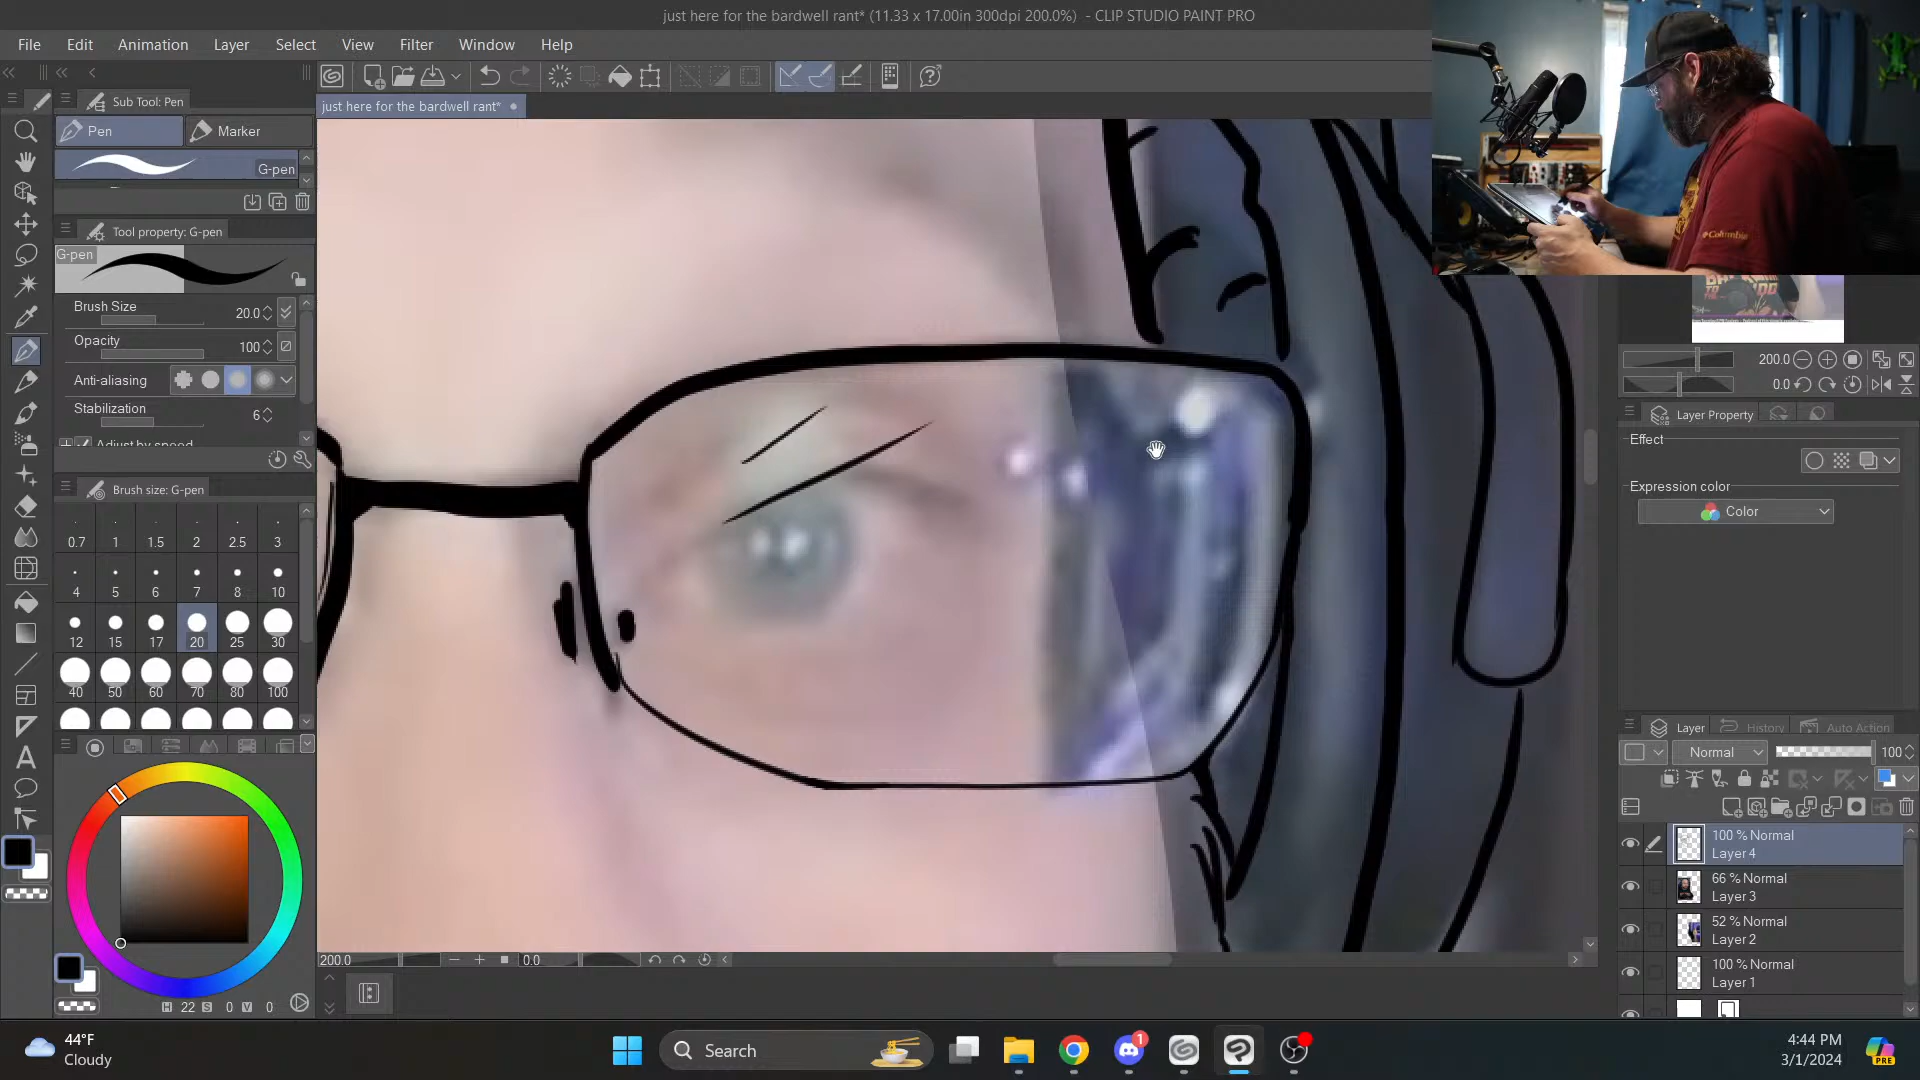 just here for the bardwell rant* (11.33 x 17.00in 300dpi 200.0%) - CLIP STUDIO PAINT PRO
File Edit Animation Layer Select View Filter Window Help
just here for the bardwell rant*
Sub Tool: Pen
Pen Marker
G-pen
Tool property: G-pen
G-pen
Brush Size 20.0
Opacity 100
Anti-aliasing
Stabilization 6
Adjust by speed
Brush size: G-pen
0.7 1 1.5 2 2.5 3
4 5 6 7 8 10
12 15 17 20 25 30
40 50 60 70 80 100
H 22 S 0 V 0
200.0 0.0
Columbia
200.0
0.0
Layer Property
Effect
Expression color
Color
Layer History Auto Action
Normal 100
100 % Normal
Layer 4
66 % Normal
Layer 3
52 % Normal
Layer 2
100 % Normal
Layer 1
44°F
Cloudy
Search
1
4:44 PM
3/1/2024
PRE